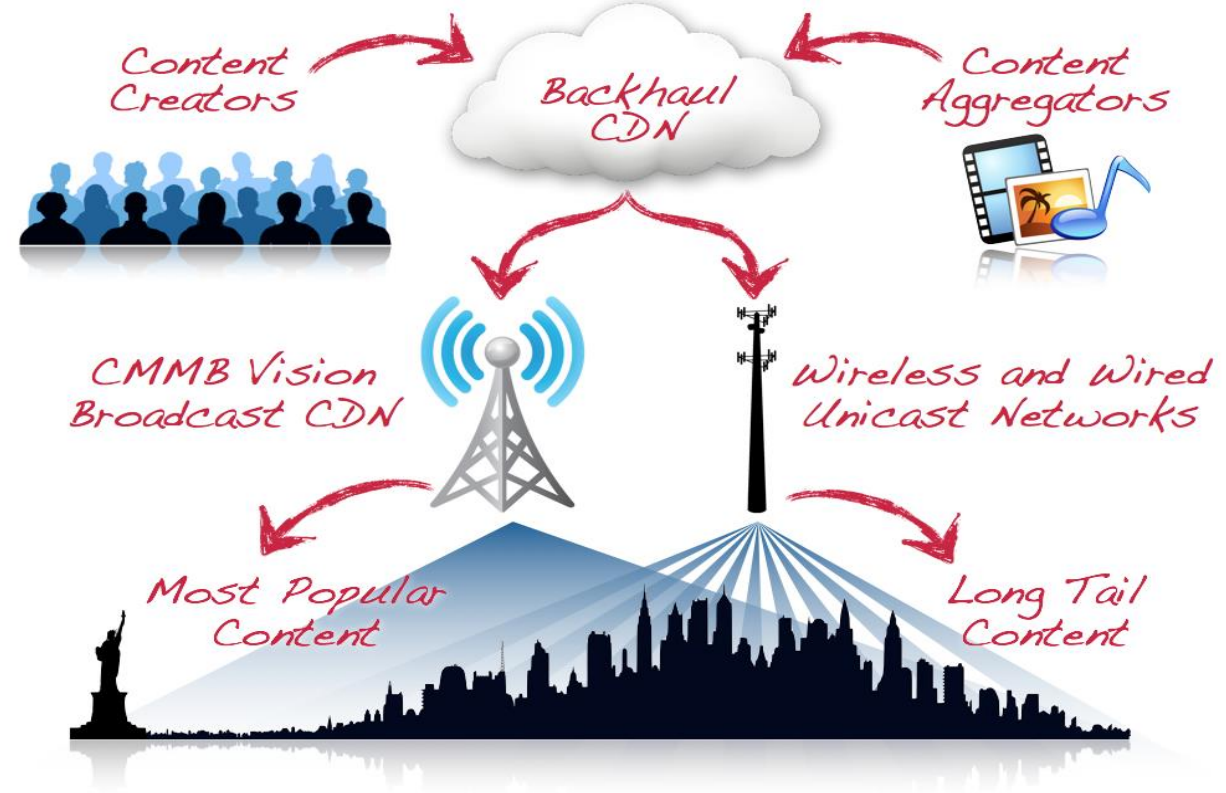 Content
Creators
Backhaul
CDN
Content
Aggregators
CMMB Vision
Broadcast CDN
Wireless and Wired
Unicast Networks
Most Popular
Content
Long Tail
Content